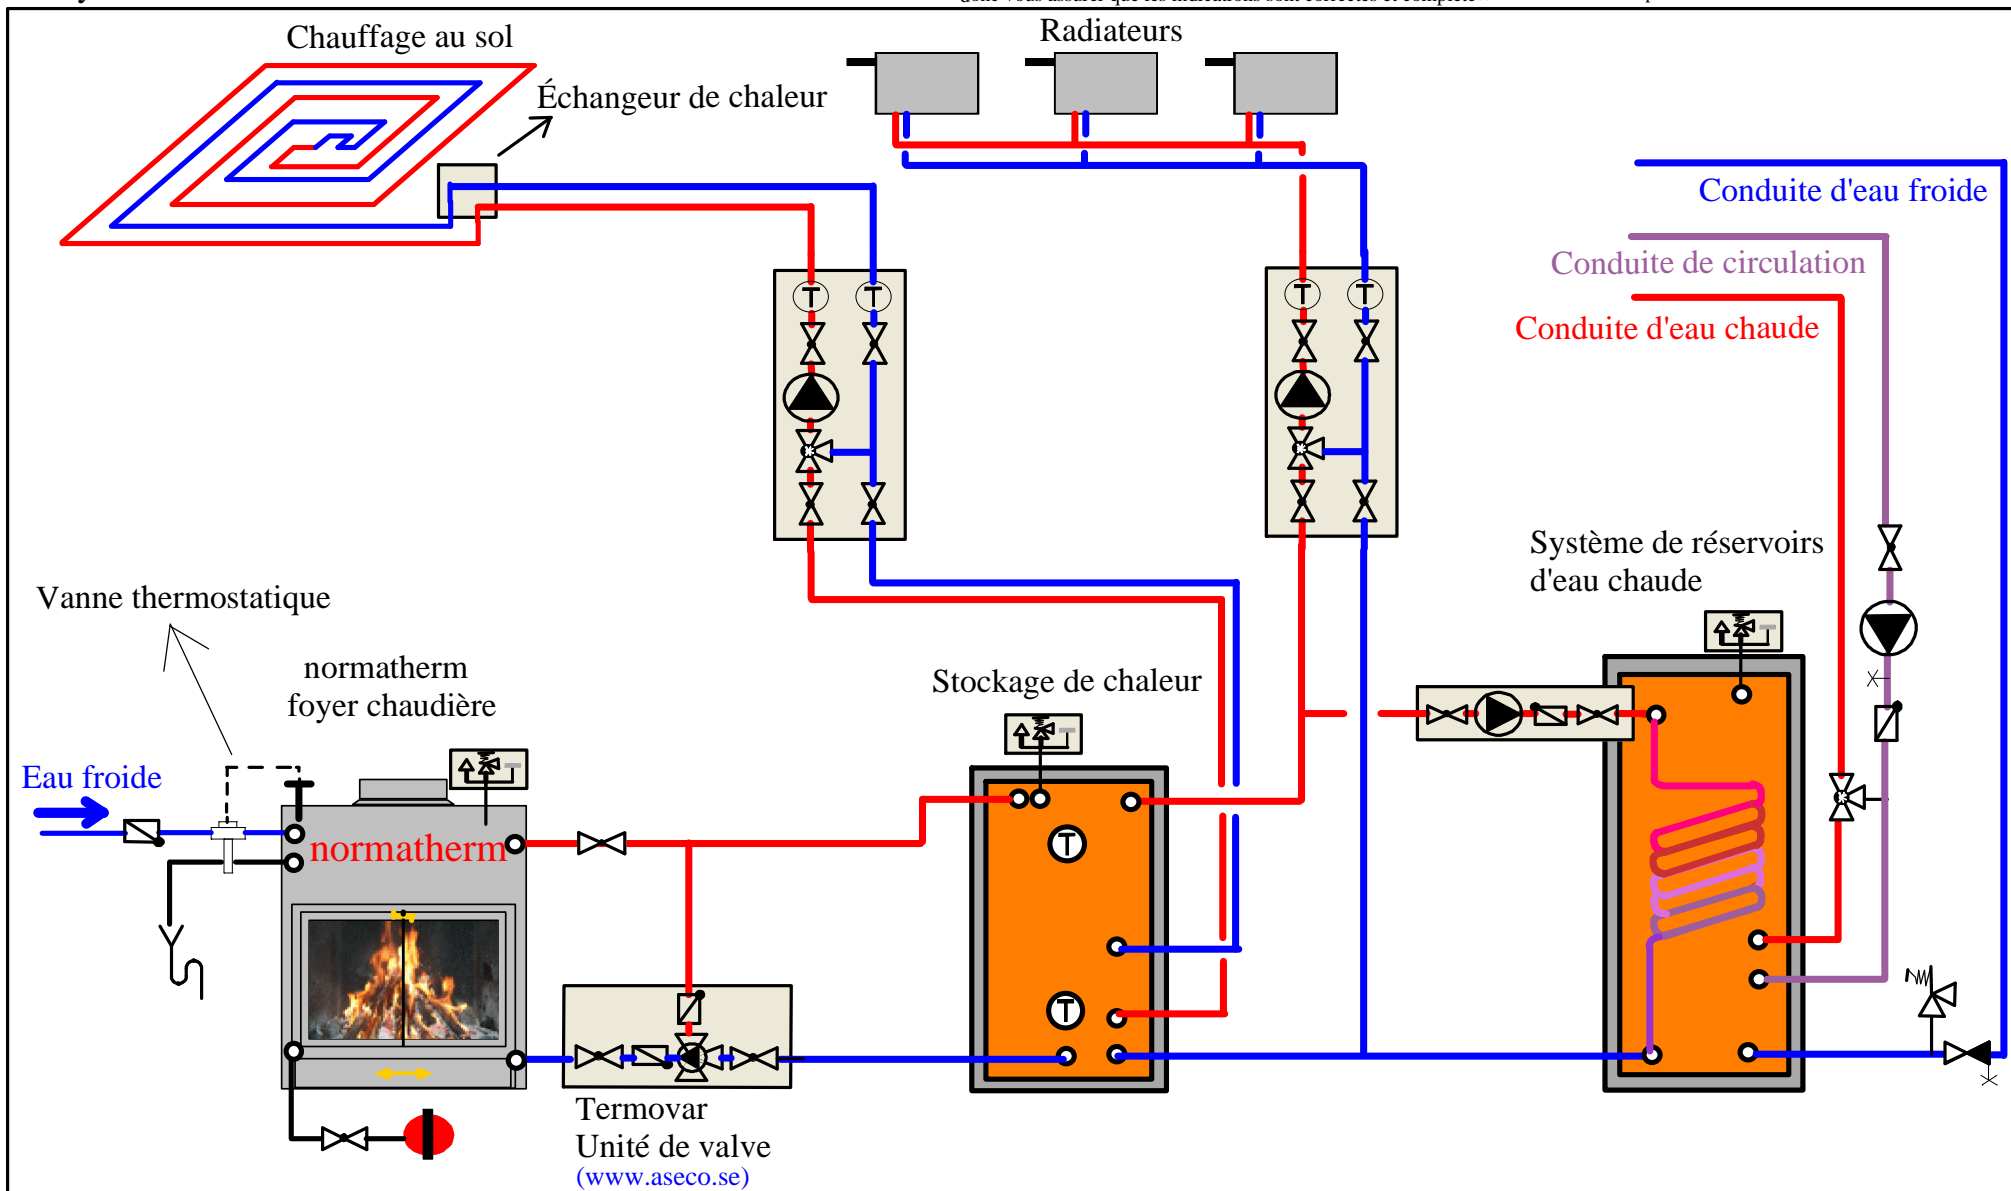 Chauffage au sol
Radiateurs
Échangeur de chaleur
Conduite d'eau froide
Conduite de circulation
Conduite d'eau chaude
T T T T
Système de réservoirs
d'eau chaude
Vanne thermostatique
normatherm
foyer chaudière
Stockage de chaleur
Eau froide
normatherm
T
T
Termovar
Unité de valve
(www.aseco.se)